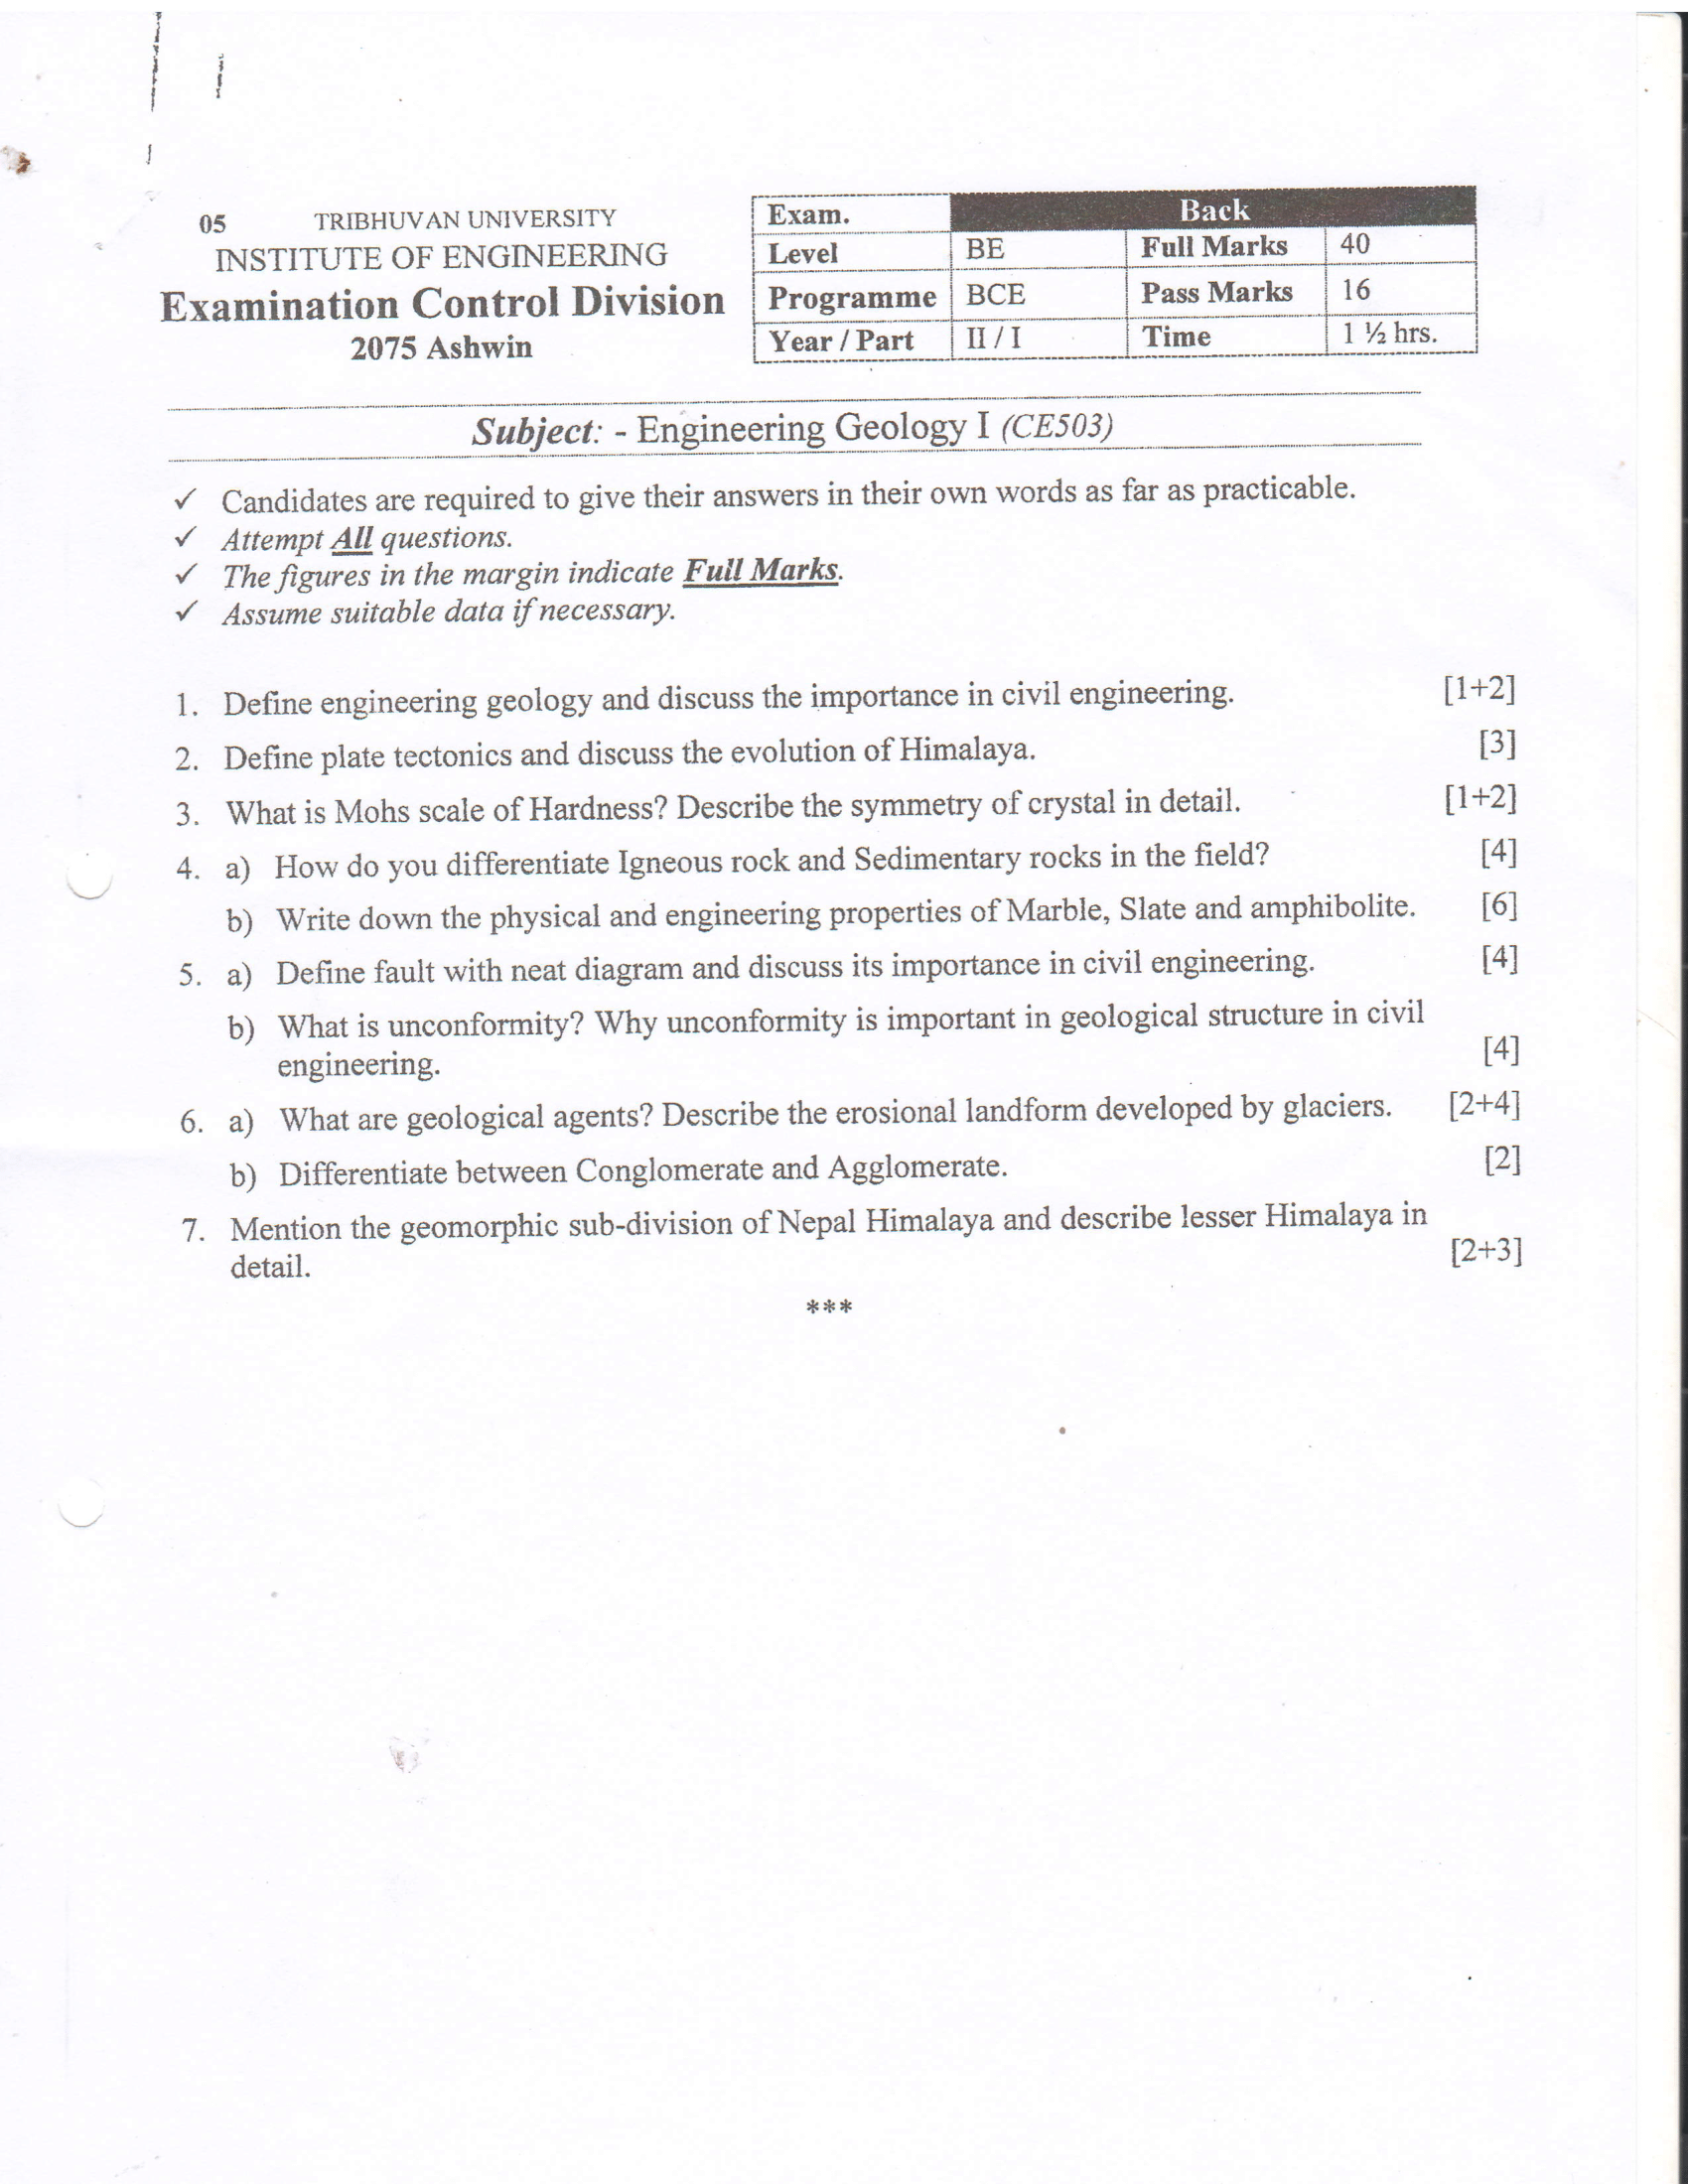 05 TRIBHUVAN UNIVERSITY
INSTITUTE OF ENGINEERING
Examination Control Division
2075 Ashwin
Exam. Back
Level BE Full Marks 40
Programme BCE Pass Marks 16
Year / Part II / I Time 1 ½ hrs.
Subject: - Engineering Geology I (CE503)
✓ Candidates are required to give their answers in their own words as far as practicable.
✓ Attempt All questions.
✓ The figures in the margin indicate Full Marks.
✓ Assume suitable data if necessary.
1. Define engineering geology and discuss the importance in civil engineering. [1+2]
2. Define plate tectonics and discuss the evolution of Himalaya. [3]
3. What is Mohs scale of Hardness? Describe the symmetry of crystal in detail. [1+2]
4. a) How do you differentiate Igneous rock and Sedimentary rocks in the field? [4]
b) Write down the physical and engineering properties of Marble, Slate and amphibolite. [6]
5. a) Define fault with neat diagram and discuss its importance in civil engineering. [4]
b) What is unconformity? Why unconformity is important in geological structure in civil
engineering. [4]
6. a) What are geological agents? Describe the erosional landform developed by glaciers. [2+4]
b) Differentiate between Conglomerate and Agglomerate. [2]
7. Mention the geomorphic sub-division of Nepal Himalaya and describe lesser Himalaya in
detail. [2+3]
***